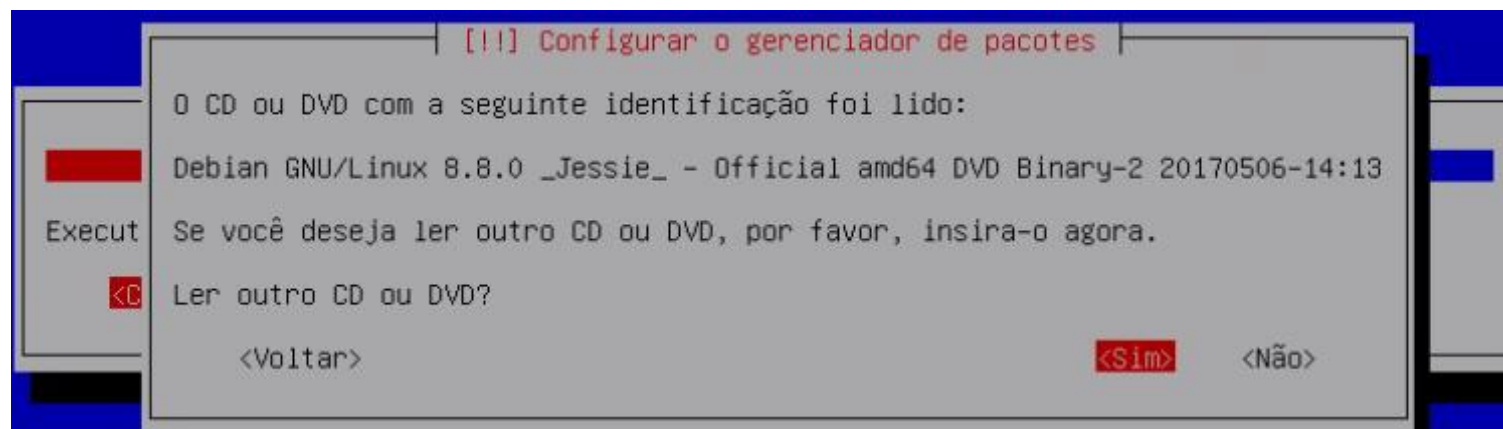 [!!] Configurar o gerenciador de pacotes
O CD ou DVD com a seguinte identificação foi lido:
Debian GNU/Linux 8.8.0 _Jessie_ - Official amd64 DVD Binary-2 20170506-14:13
Execut
Se você deseja ler outro CD ou DVD, por favor, insira-o agora.
<C
Ler outro CD ou DVD?
<Voltar> <Sim> <Não>